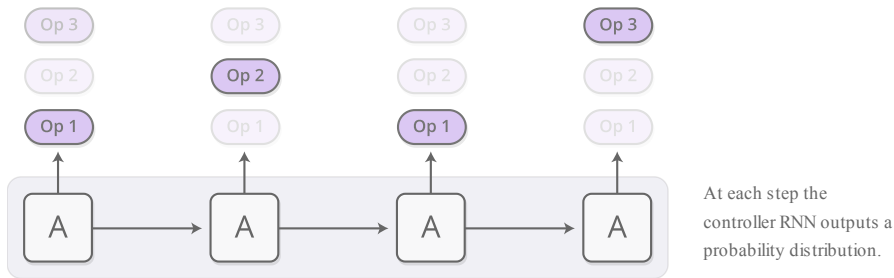 Op 3 Op 3 Op 3 Op 3
Op 2 Op 2 Op 2 Op 2
Op 1 Op 1 Op 1 Op 1
A A A A
At each step the
controller RNN outputs a
probability distribution.